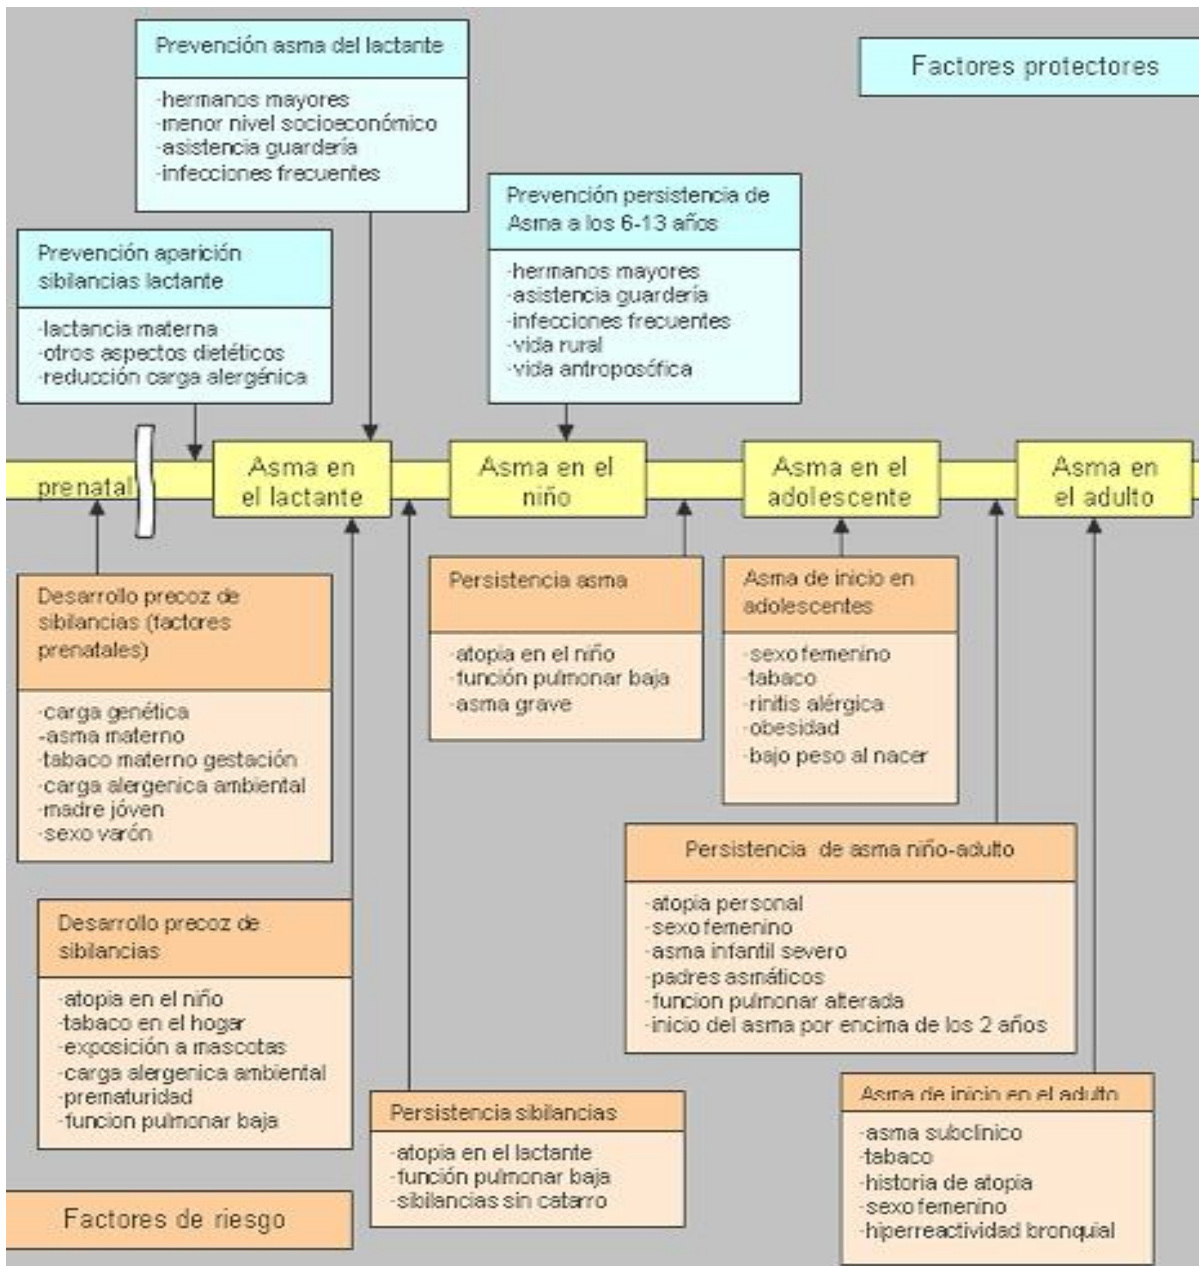 Prevención asma del lactante
-hermanos mayores
-menor nivel socioeconómico
-asistencia guardería
-infecciones frecuentes
Factores protectores
Prevención aparición
sibilancias lactante
-lactancia materna
-otros aspectos dietéticos
-reducción carga alergénica
Prevención persistencia de
Asma a los 6-13 años
-hermanos mayores
-asistencia guardería
-infecciones frecuentes
-vida rural
-vida antroposófica
prenatal
Asma en
el lactante
Asma en el
niño
Asma en el
adolescente
Asma en
el adulto
Desarrollo precoz de
sibilancias (factores
prenatales)
-carga genética
-asma materno
-tabaco materno gestación
-carga alergenica ambiental
-madre jóven
-sexo varón
Persistencia asma
-atopia en el niño
-función pulmonar baja
-asma grave
Asma de inicio en
adolescentes
-sexo femenino
-tabaco
-rinitis alérgica
-obesidad
-bajo peso al nacer
Persistencia de asma niño-adulto
-atopia personal
-sexo femenino
-asma infantil severo
-padres asmáticos
-funcion pulmonar alterada
-inicio del asma por encima de los 2 años
Desarrollo precoz de
sibilancias
-atopia en el niño
-tabaco en el hogar
-exposición a mascotas
-carga alergenica ambiental
-prematuridad
-funcion pulmonar baja
Persistencia sibilancias
-atopia en el lactante
-función pulmonar baja
-sibilancias sin catarro
Asma de inicio en el adulto
-asma subclinico
-tabaco
-historia de atopia
-sexo femenino
-hiperreactividad bronquial
Factores de riesgo